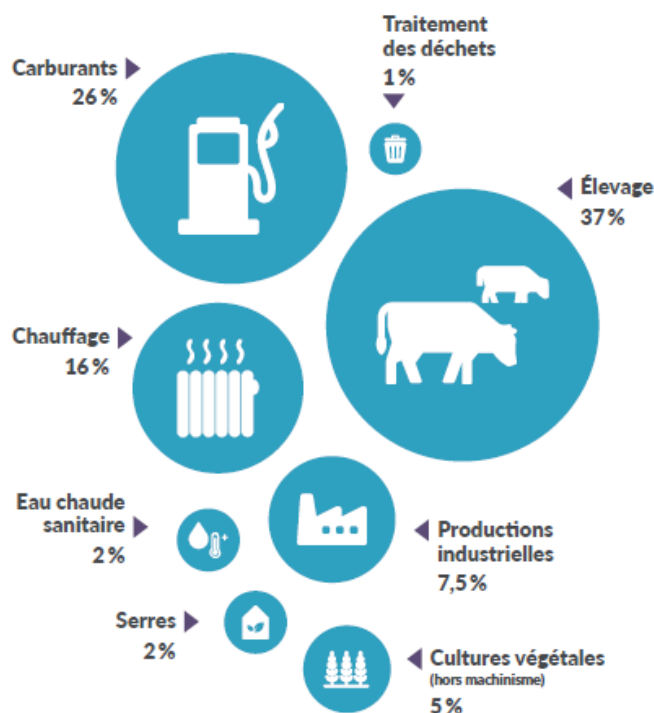 Traitement
des déchets
1 %
Carburants
26 %
Élevage
37 %
Chauffage
16 %
Eau chaude
sanitaire
2 %
Productions
industrielles
7,5 %
Serres
2 %
Cultures végétales
(hors machinisme)
5 %